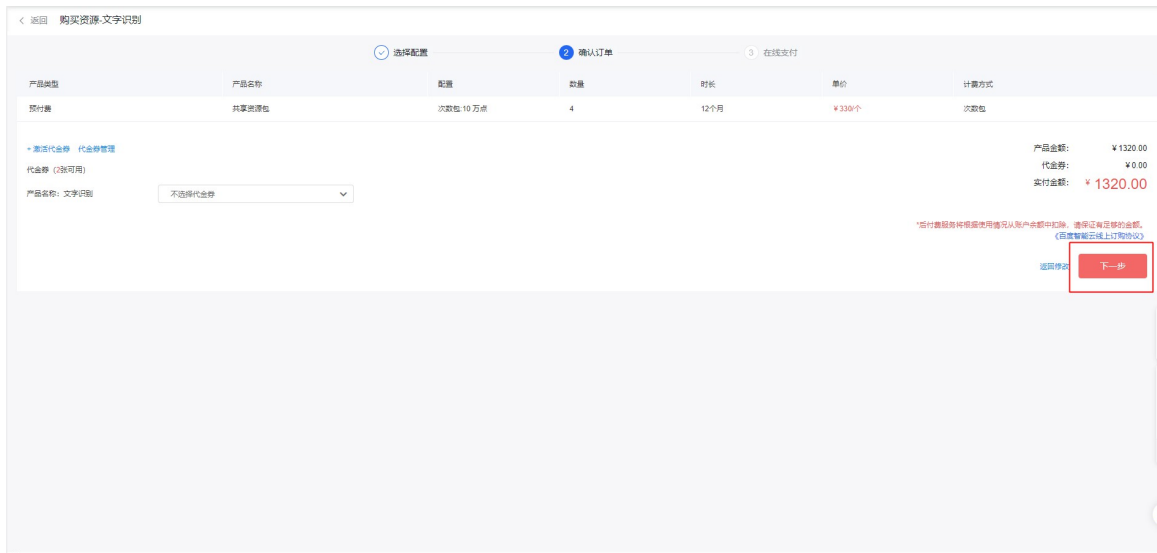 < 返回 购买资源-文字识别
选择配置 2 确认订单 3 在线支付
产品类型 产品名称 配置 数量 时长 单价 计费方式
预付费 共享资源包 次数包:10 万点 4 12个月 ¥ 330/个 次数包
+ 激活代金券 代金券管理
代金券 (2张可用)
产品名称: 文字识别 不选择代金券
产品金额: ¥ 1320.00
代金券: ¥ 0.00
实付金额: ¥ 1320.00
*后付费服务将根据使用情况从账户余额中扣除，请保证有足够的金额。
《百度智能云线上订购协议》
返回修改 下一步